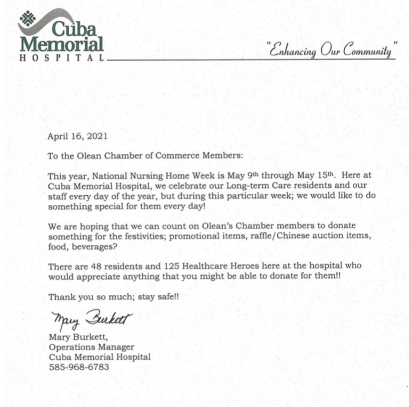 Cuba
Memorial
HOSPITAL
"Enhancing Our Community"
April 16, 2021
To the Olean Chamber of Commerce Members:
This year, National Nursing Home Week is May 9th through May 15th. Here at
Cuba Memorial Hospital, we celebrate our Long-term Care residents and our
staff every day of the year, but during this particular week; we would like to do
something special for them every day!
We are hoping that we can count on Olean's Chamber members to donate
something for the festivities; promotional items, raffle/Chinese auction items,
food, beverages?
There are 48 residents and 125 Healthcare Heroes here at the hospital who
would appreciate anything that you might be able to donate for them!!
Thank you so much; stay safe!!
Mary Burkett
Mary Burkett,
Operations Manager
Cuba Memorial Hospital
585-968-6783